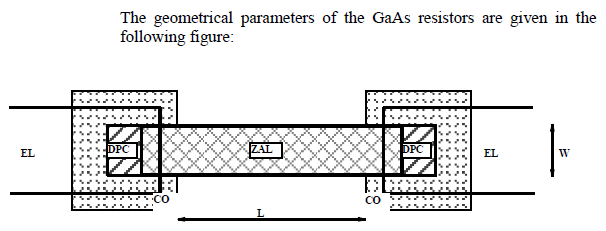 The geometrical parameters of the GaAs resistors are given in the
following figure:
EL
DPC
ZAL
DPC
EL
W
CO
CO
L